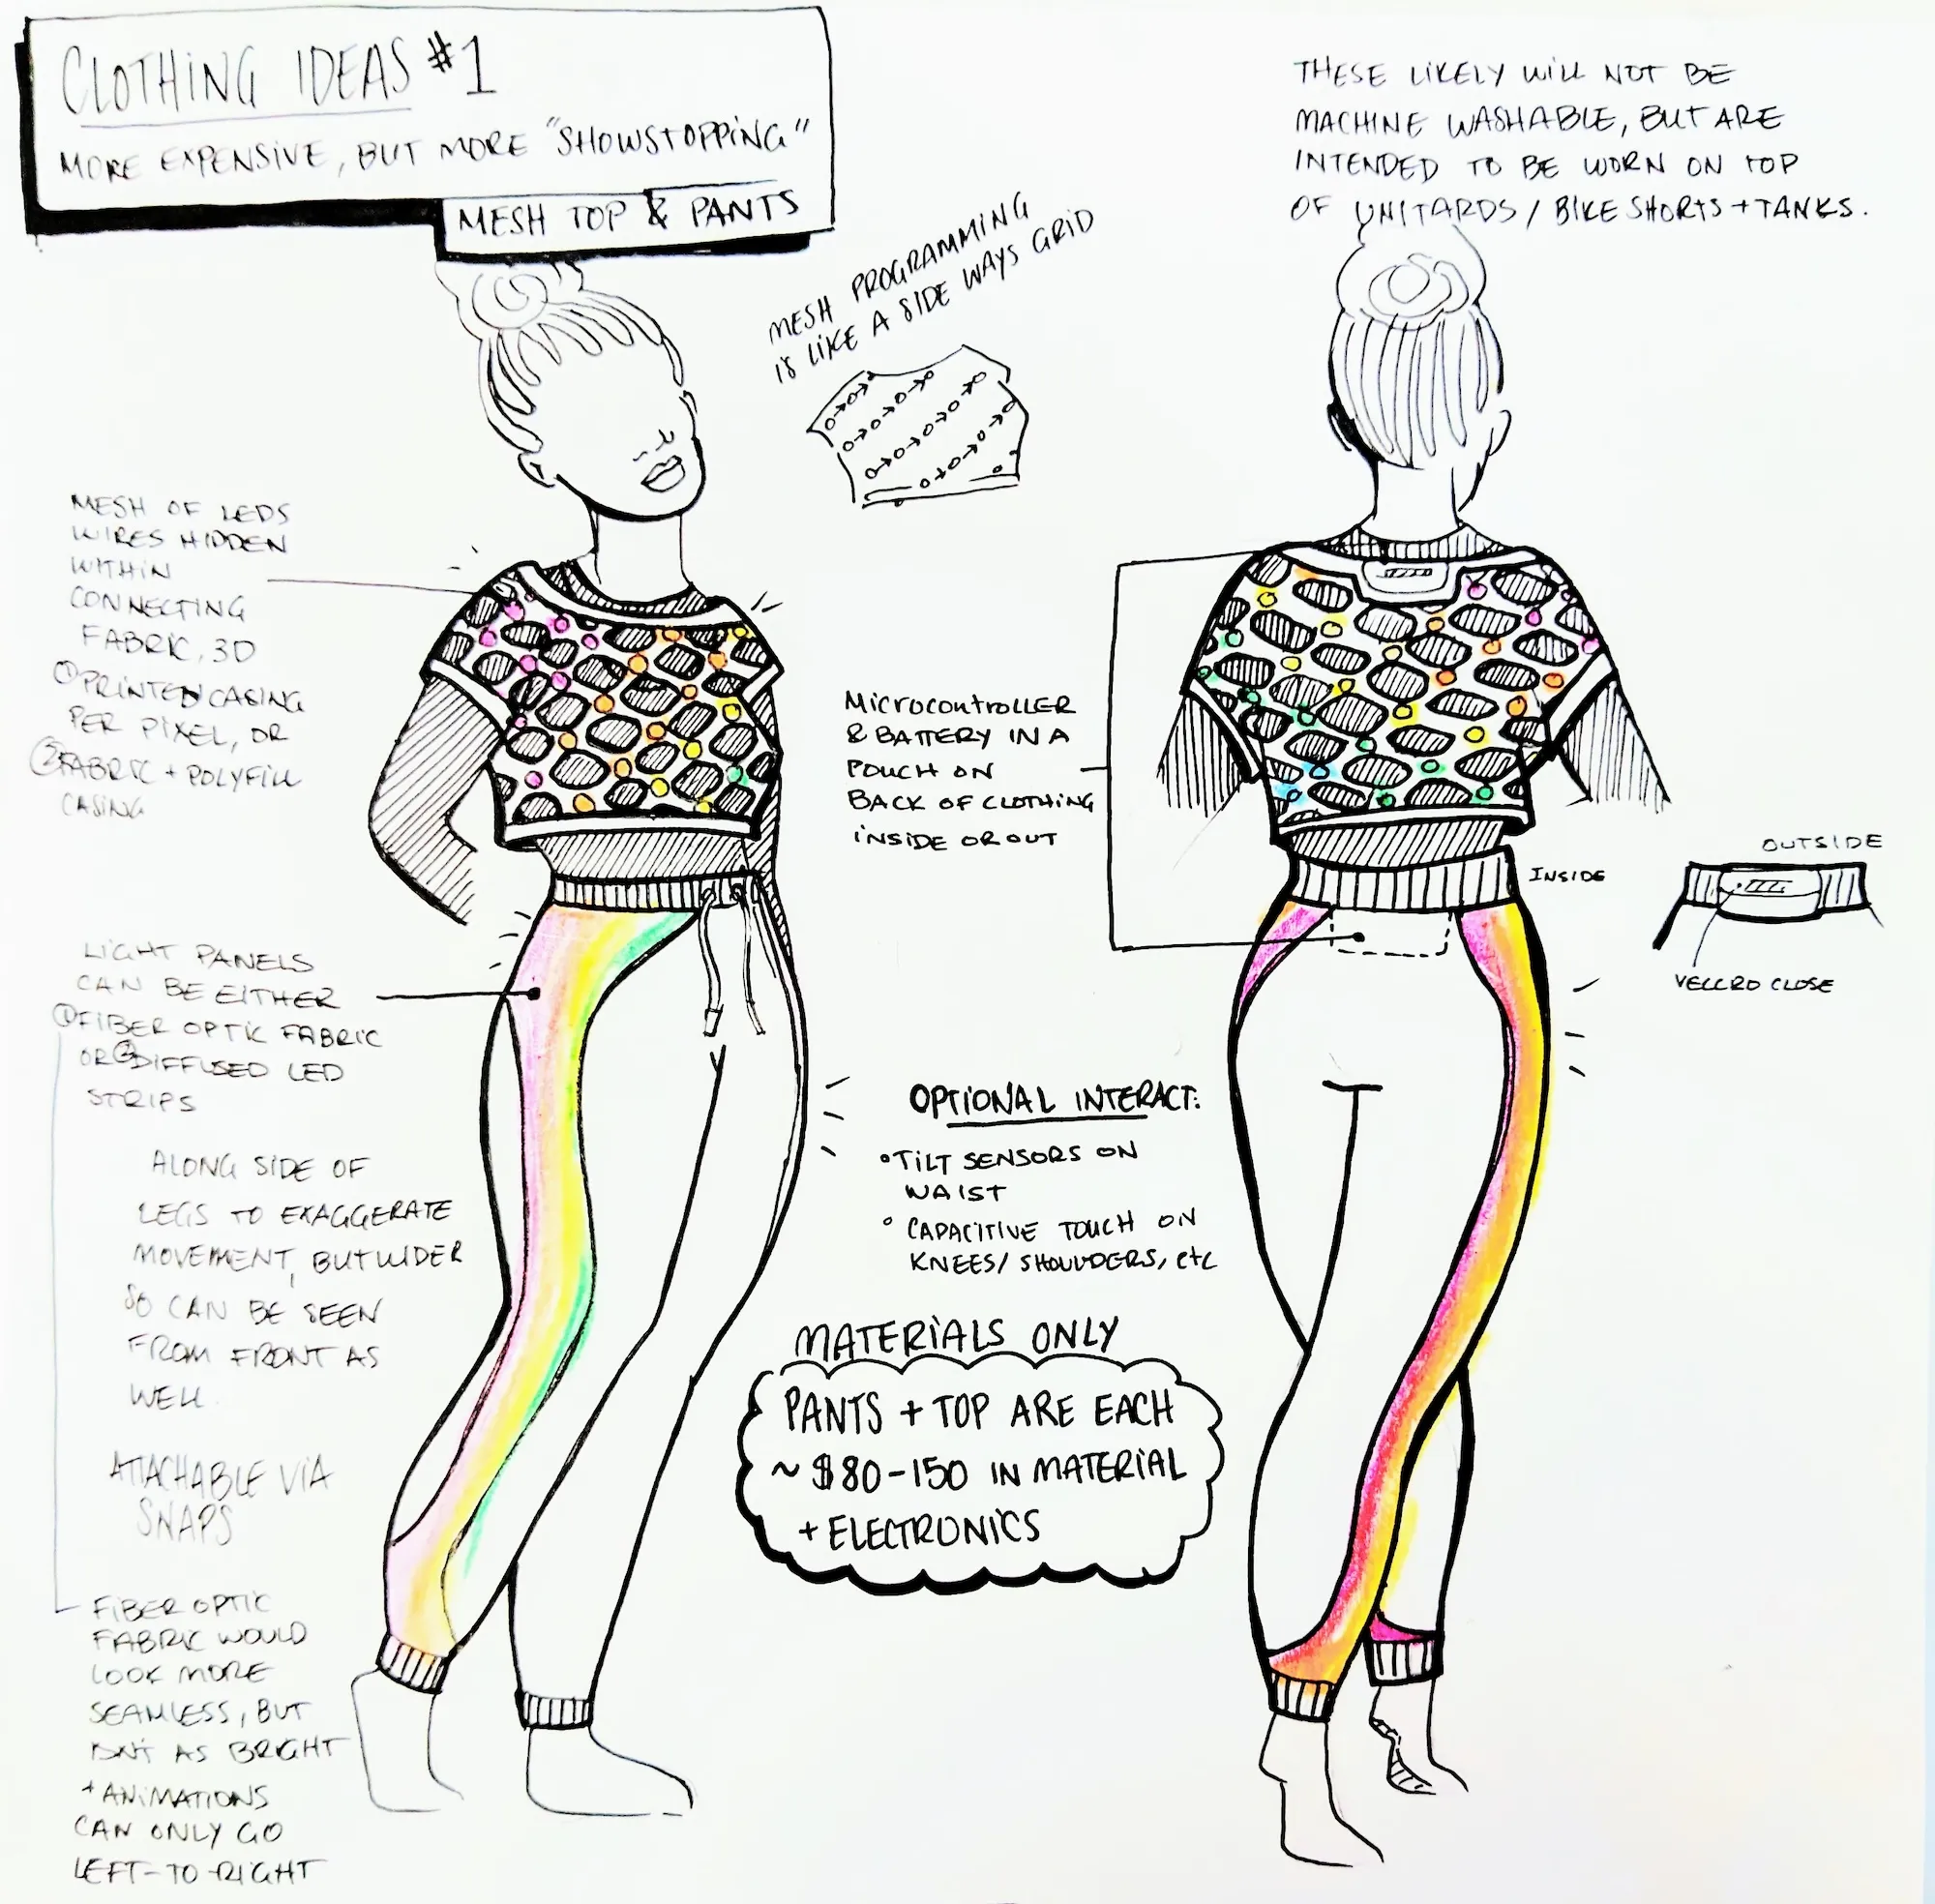 CLOTHING IDEAS #1
MORE EXPENSIVE, BUT MORE "SHOWSTOPPING"
MESH TOP & PANTS
THESE LIKELY WILL NOT BE
MACHINE WASHABLE, BUT ARE
INTENDED TO BE WORN ON TOP
OF UNITARDS / BIKE SHORTS + TANKS.
MESH PROGRAMMING
IS LIKE A SIDE WAYS GRID
MESH OF LEDS
WIRES HIDDEN
WITHIN
CONNECTING
FABRIC, 3D
① PRINTED CASING
PER PIXEL, OR
② FABRIC + POLYFILL
CASING
MICROCONTROLLER
& BATTERY IN A
POUCH ON
BACK OF CLOTHING
INSIDE OR OUT
INSIDE
OUTSIDE
VELCRO CLOSE
LIGHT PANELS
CAN BE EITHER
① FIBER OPTIC FABRIC
OR ② DIFFUSED LED
STRIPS
ALONG SIDE OF
LEGS TO EXAGGERATE
MOVEMENT, BUT WIDER
SO CAN BE SEEN
FROM FRONT AS
WELL.
ATTACHABLE VIA
SNAPS
FIBER OPTIC
FABRIC WOULD
LOOK MORE
SEAMLESS, BUT
ISN'T AS BRIGHT
+ ANIMATIONS
CAN ONLY GO
LEFT-TO-RIGHT
OPTIONAL INTERACT:
• TILT SENSORS ON
WAIST
• CAPACITIVE TOUCH ON
KNEES / SHOULDERS, etc
MATERIALS ONLY
PANTS + TOP ARE EACH
~ $80-150 IN MATERIAL
+ ELECTRONICS